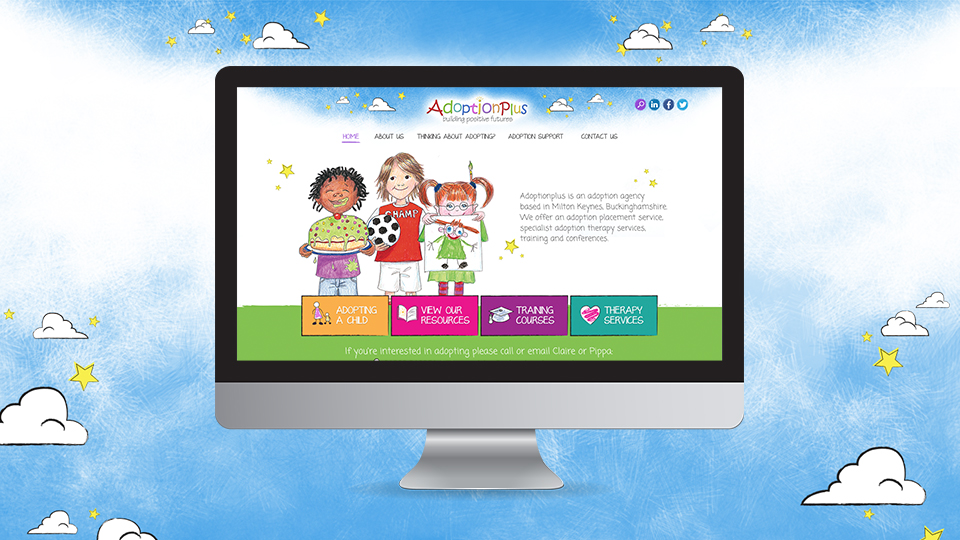 AdoptionPlus
building positive futures
HOME ABOUT US THINKING ABOUT ADOPTING? ADOPTION SUPPORT CONTACT US
CHAMP
Adoptionplus is an adoption agency
based in Milton Keynes, Buckinghamshire.
We offer an adoption placement service,
specialist adoption therapy services,
training and conferences.
ADOPTING
A CHILD
VIEW OUR
RESOURCES
TRAINING
COURSES
THERAPY
SERVICES
If you're interested in adopting please call or email Claire or Pippa: